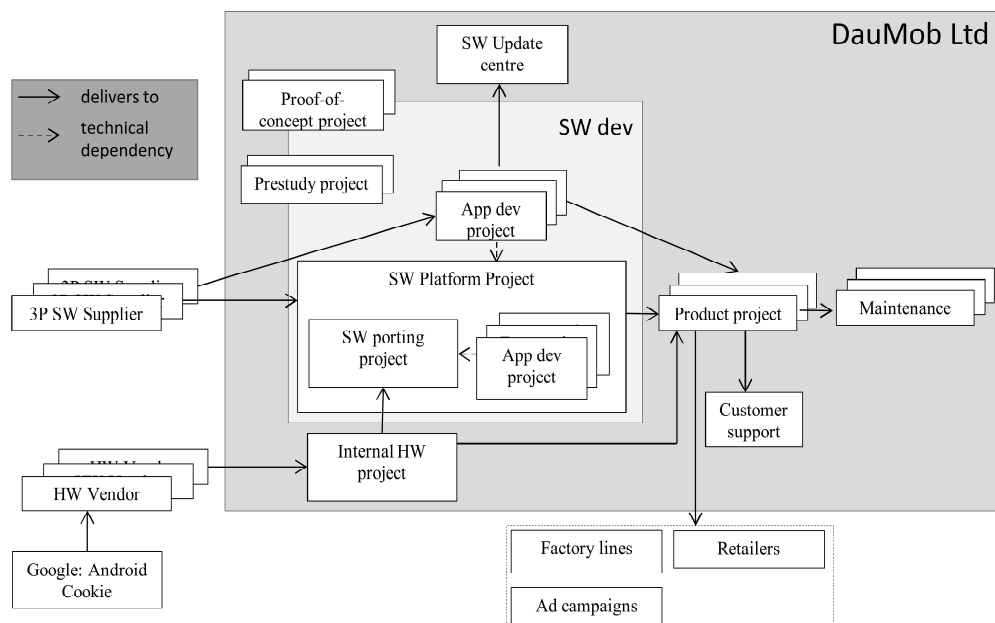 DauMob Ltd
SW Update
centre
delivers to
technical
dependency
Proof-of-
concept project
SW dev
Prestudy project
App dev
project
SW Platform Project
3P SW Supplier
Product project
Maintenance
SW porting
project
App dev
project
Customer
support
Internal HW
project
HW Vendor
Google: Android
Cookie
Factory lines
Retailers
Ad campaigns